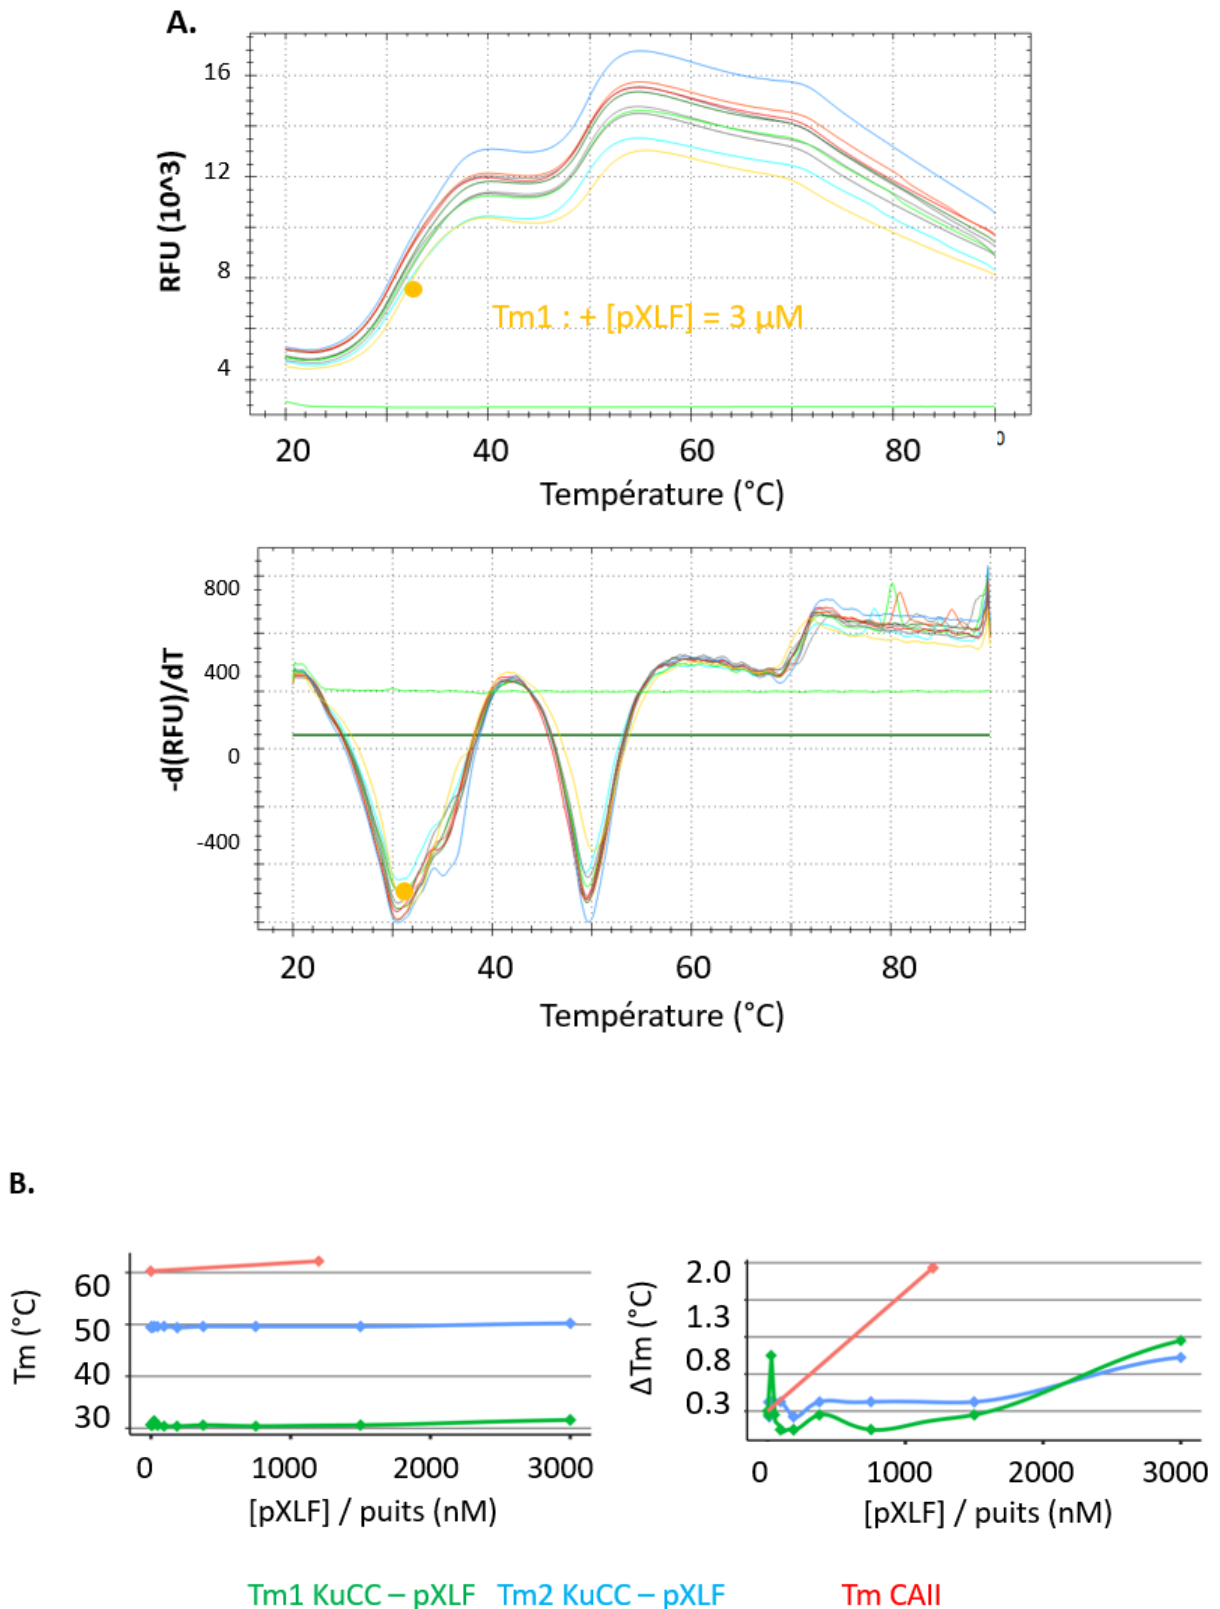 A.
16
12
8
4
RFU (10^3)
Tm1 : + [pXLF] = 3 µM
20 40 60 80 0
Température (°C)
800
400
0
-400
-d(RFU)/dT
20 40 60 80
Température (°C)
B.
60
50
40
30
Tm (°C)
0 1000 2000 3000
[pXLF] / puits (nM)
2.0
1.3
0.8
0.3
ΔTm (°C)
0 1000 2000 3000
[pXLF] / puits (nM)
Tm1 KuCC – pXLF Tm2 KuCC – pXLF Tm CAII